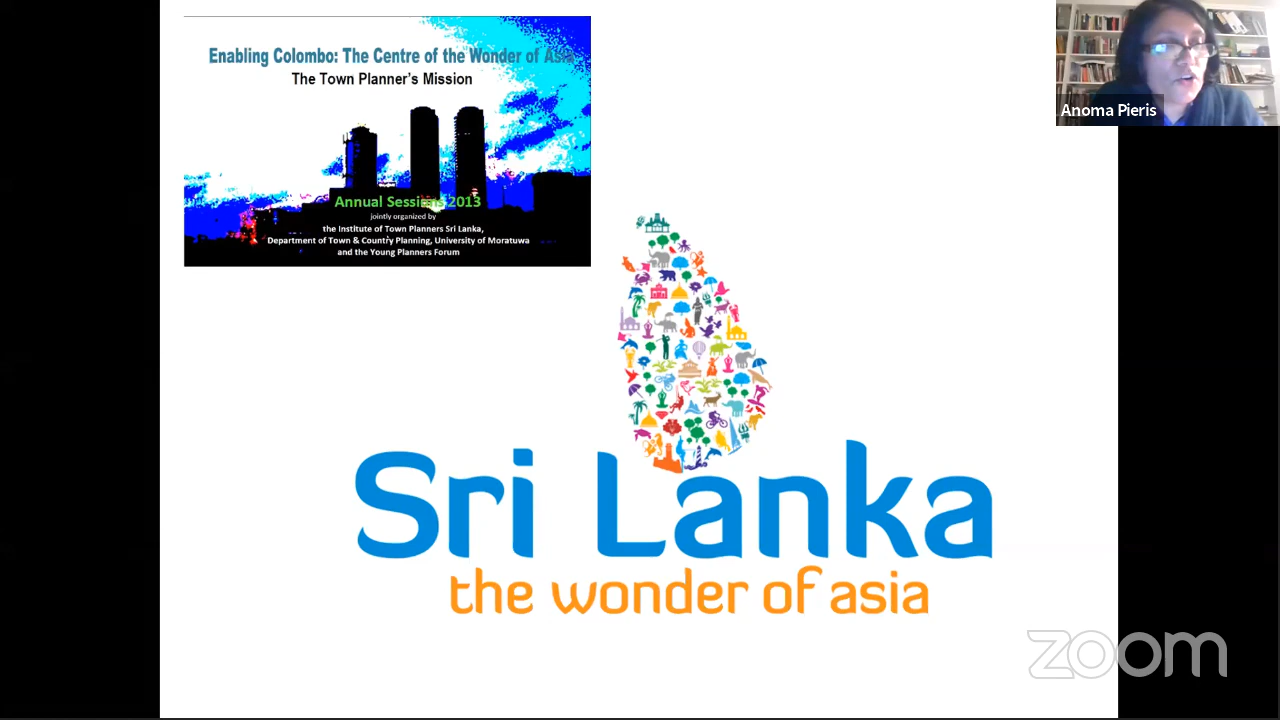 Enabling Colombo: The Centre of the Wonder of Asia
The Town Planner's Mission
Annual Sessions 2013
jointly organized by
the Institute of Town Planners Sri Lanka,
Department of Town & Country Planning, University of Moratuwa
and the Young Planners Forum
Anoma Pieris
Sri Lanka
the wonder of asia
zoom